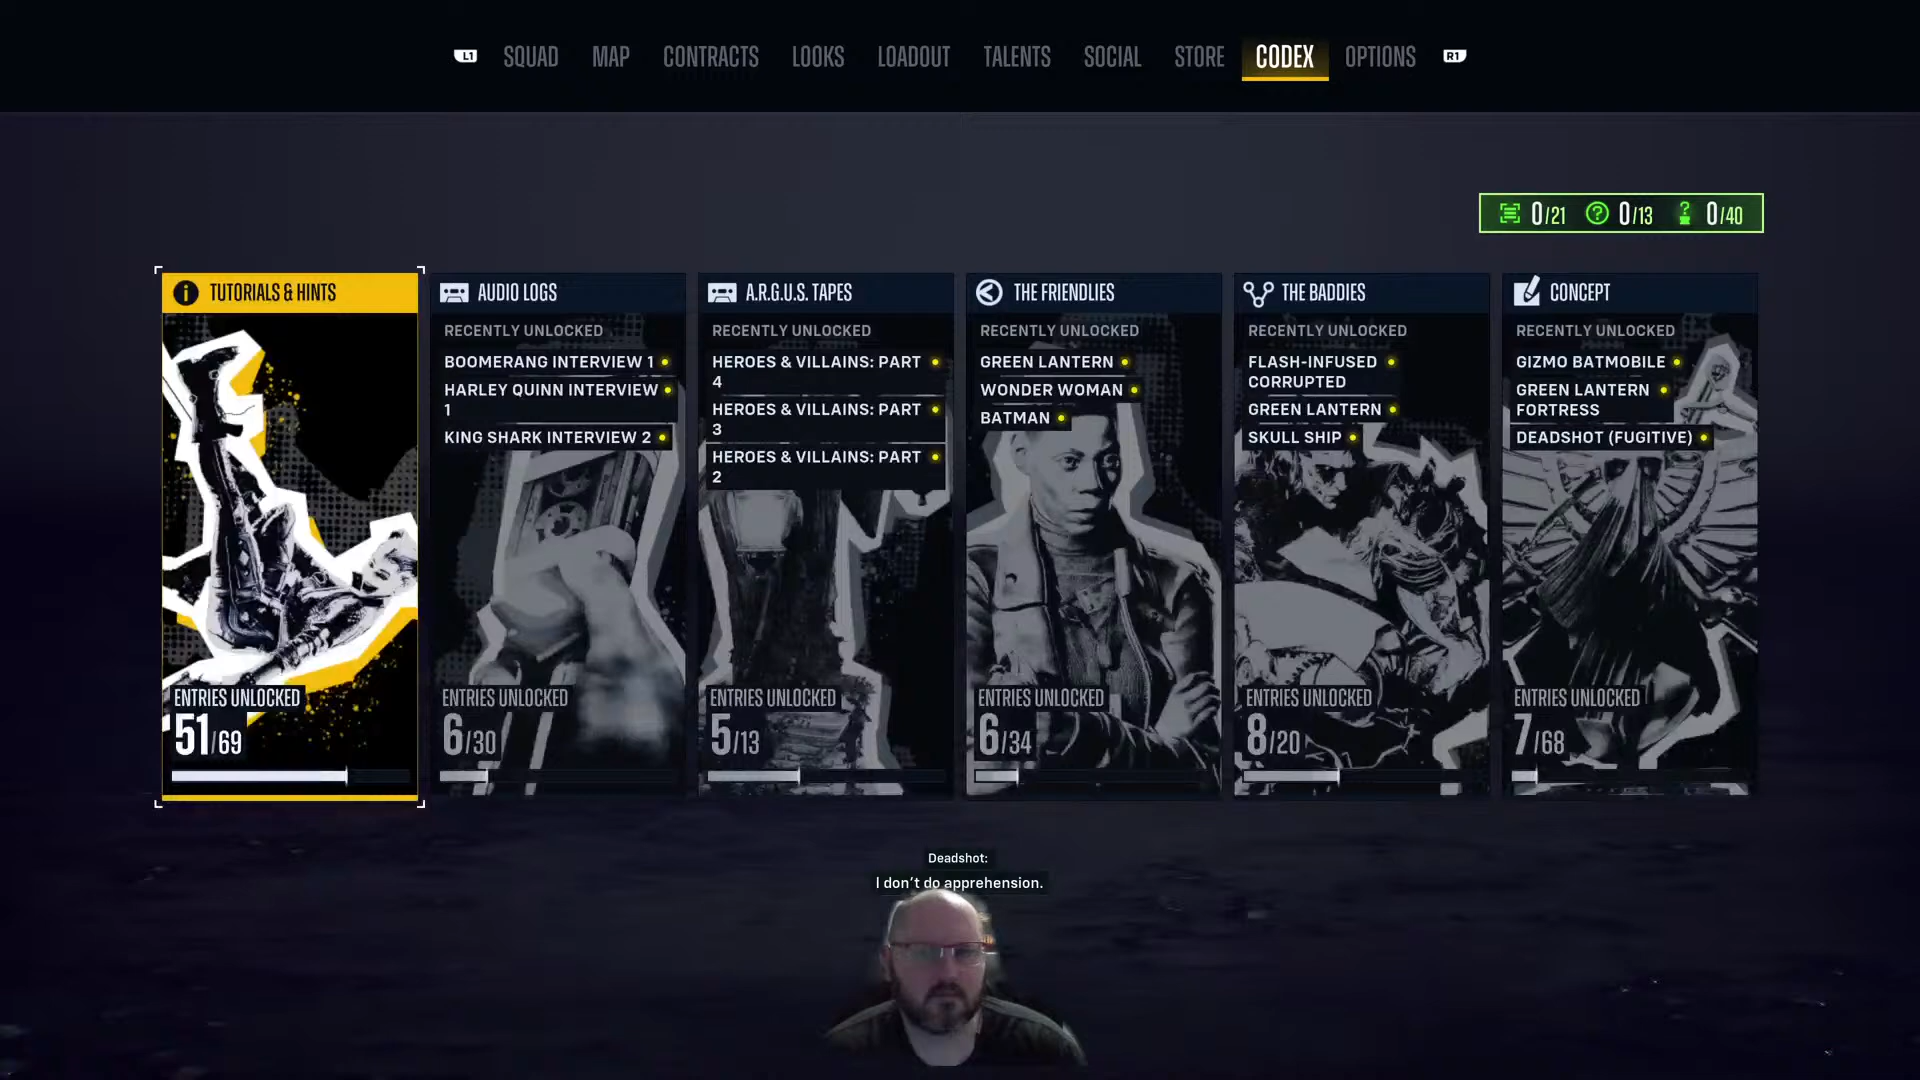 L1 SQUAD MAP CONTRACTS LOOKS LOADOUT TALENTS SOCIAL STORE CODEX OPTIONS R1
0/21 0/13 0/40
TUTORIALS & HINTS
ENTRIES UNLOCKED
51/69
AUDIO LOGS
RECENTLY UNLOCKED
BOOMERANG INTERVIEW 1
HARLEY QUINN INTERVIEW
1
KING SHARK INTERVIEW 2
ENTRIES UNLOCKED
6/30
A.R.G.U.S. TAPES
RECENTLY UNLOCKED
HEROES & VILLAINS: PART
4
HEROES & VILLAINS: PART
3
HEROES & VILLAINS: PART
2
ENTRIES UNLOCKED
5/13
THE FRIENDLIES
RECENTLY UNLOCKED
GREEN LANTERN
WONDER WOMAN
BATMAN
ENTRIES UNLOCKED
6/34
THE BADDIES
RECENTLY UNLOCKED
FLASH-INFUSED
CORRUPTED
GREEN LANTERN
SKULL SHIP
ENTRIES UNLOCKED
8/20
CONCEPT
RECENTLY UNLOCKED
GIZMO BATMOBILE
GREEN LANTERN
FORTRESS
DEADSHOT (FUGITIVE)
ENTRIES UNLOCKED
7/68
Deadshot:
I don't do apprehension.